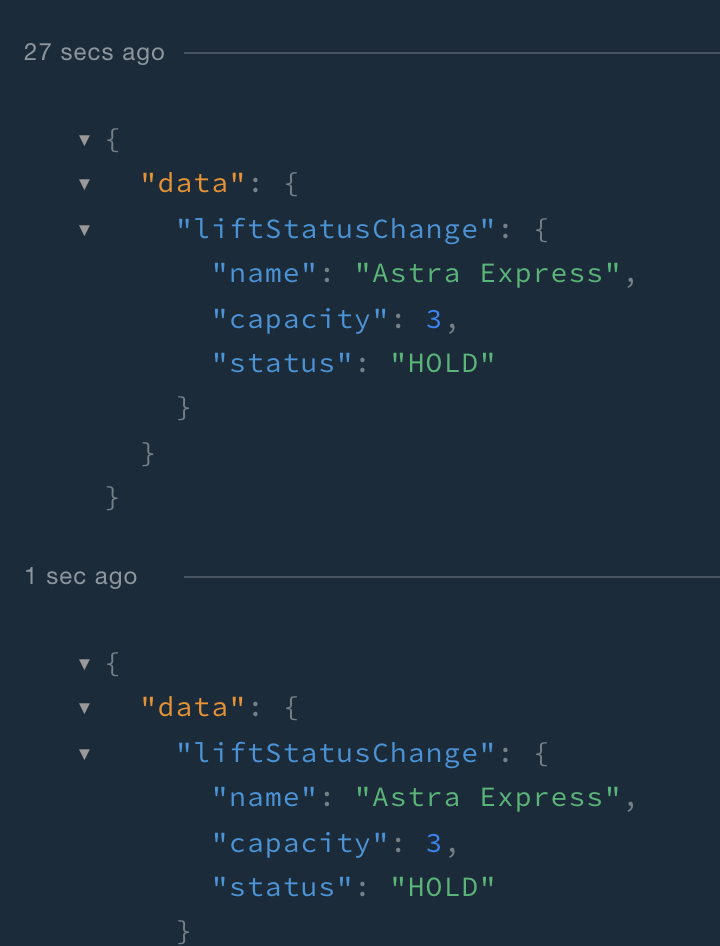 27 secs ago
{
"data": {
"liftStatusChange": {
"name": "Astra Express",
"capacity": 3,
"status": "HOLD"
}
}
}
1 sec ago
{
"data": {
"liftStatusChange": {
"name": "Astra Express",
"capacity": 3,
"status": "HOLD"
}